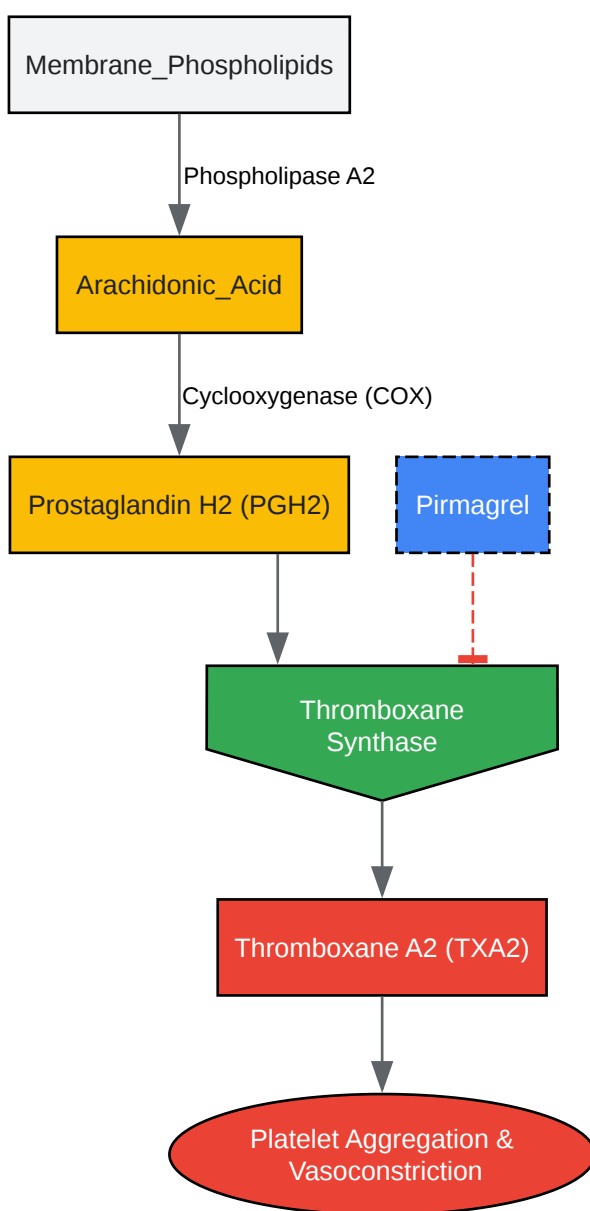 Membrane_Phospholipids
Phospholipase A2
Arachidonic_Acid
Cyclooxygenase (COX)
Prostaglandin H2 (PGH2)
Pirmagrel
Thromboxane
Synthase
Thromboxane A2 (TXA2)
Platelet Aggregation &
Vasoconstriction